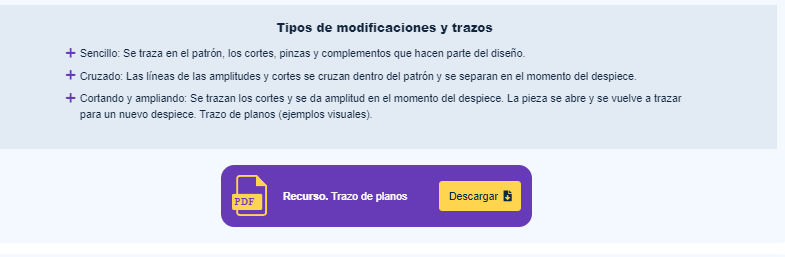 Tipos de modificaciones y trazos
+ Sencillo: Se traza en el patrón, los cortes, pinzas y complementos que hacen parte del diseño.
+ Cruzado: Las líneas de las amplitudes y cortes se cruzan dentro del patrón y se separan en el momento del despiece.
+ Cortando y ampliando: Se trazan los cortes y se da amplitud en el momento del despiece. La pieza se abre y se vuelve a trazar
para un nuevo despiece. Trazo de planos (ejemplos visuales).
PDF
Recurso. Trazo de planos
Descargar